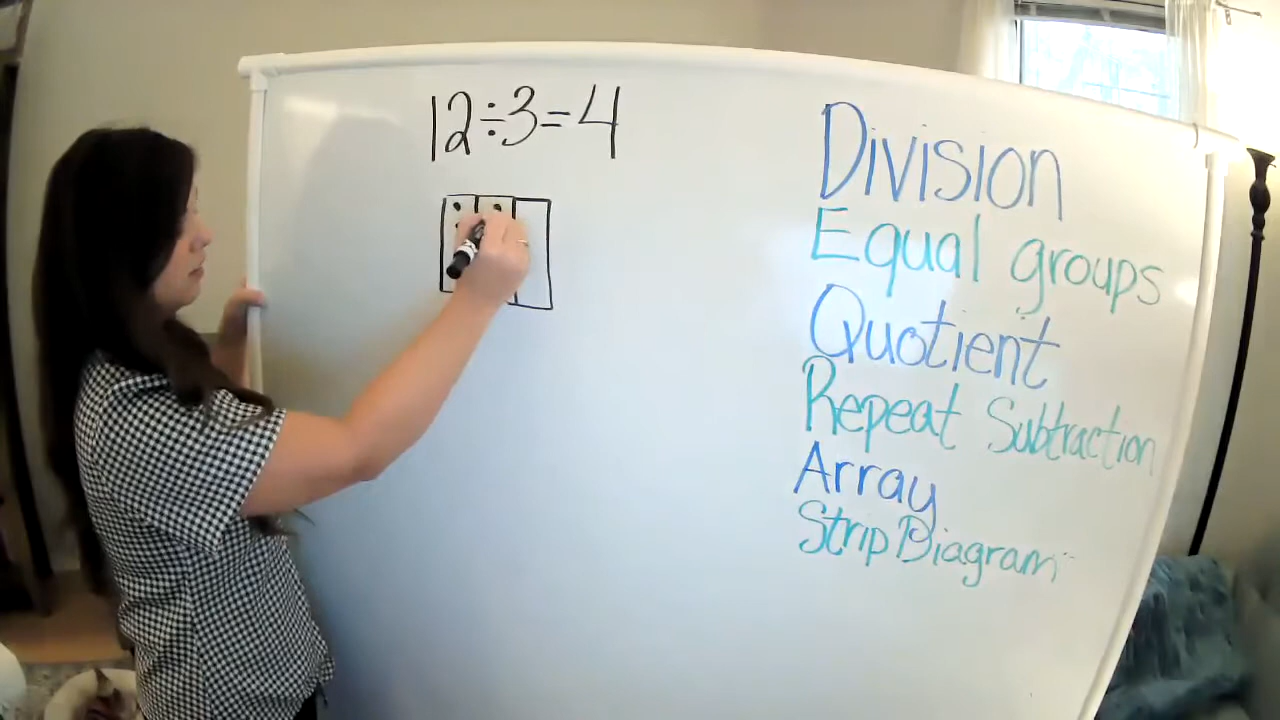 12÷3=4
Division
Equal groups
Quotient
Repeat Subtraction
Array
Strip Diagram